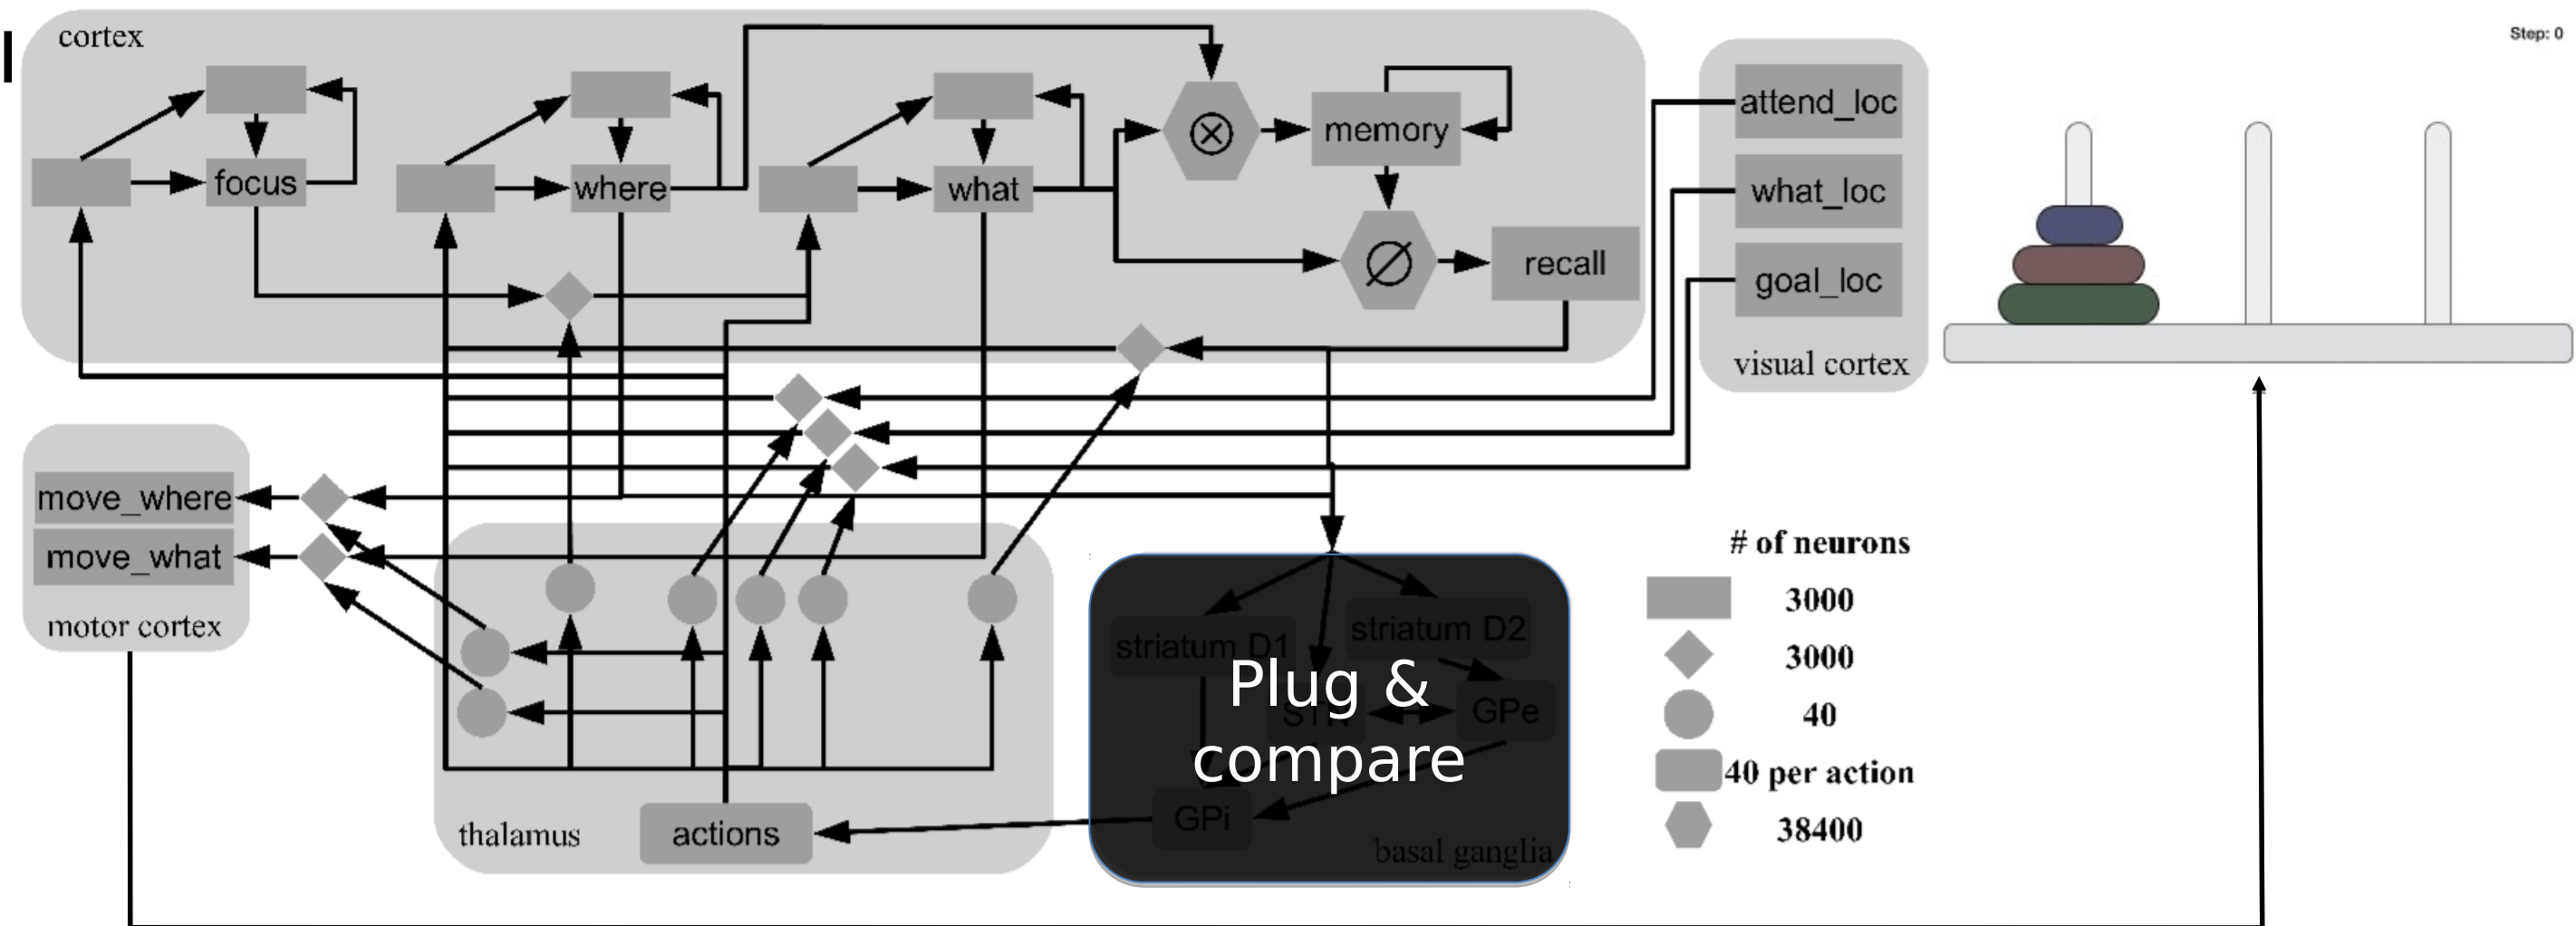 cortex
focus
where
what
⊗
memory
∅
recall
attend_loc
what_loc
goal_loc
visual cortex
Step: 0
move_where
move_what
motor cortex
thalamus
actions
striatum D1
striatum D2
STN
GPe
GPi
basal ganglia
Plug &
compare
# of neurons
3000
3000
40
40 per action
38400